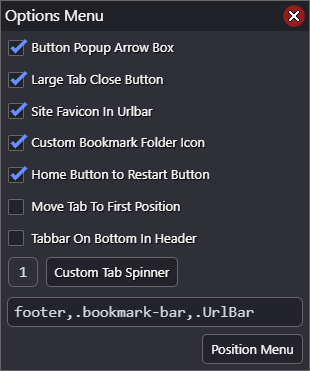 Options Menu
Button Popup Arrow Box
Large Tab Close Button
Site Favicon In Urlbar
Custom Bookmark Folder Icon
Home Button to Restart Button
Move Tab To First Position
Tabbar On Bottom In Header
1 Custom Tab Spinner
footer,.bookmark-bar,.UrlBar
Position Menu